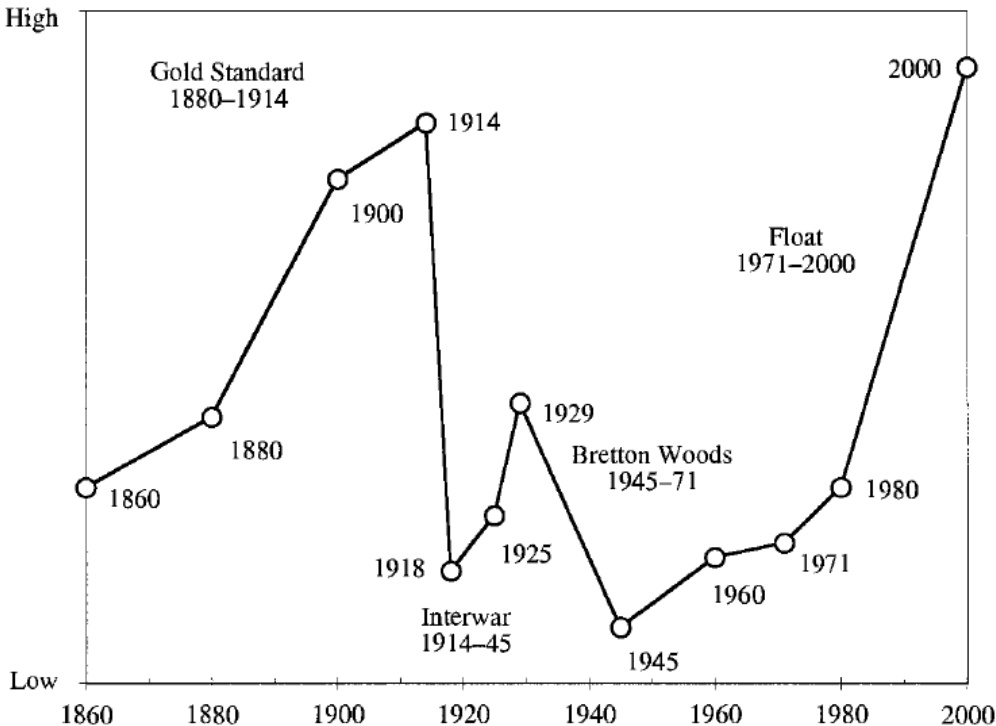 High
Gold Standard
1880–1914
2000
1914
1900
Float
1971–2000
1929
1880
Bretton Woods
1945–71
1860
1980
1925
1918
1971
1960
Interwar
1914–45
1945
Low
1860 1880 1900 1920 1940 1960 1980 2000